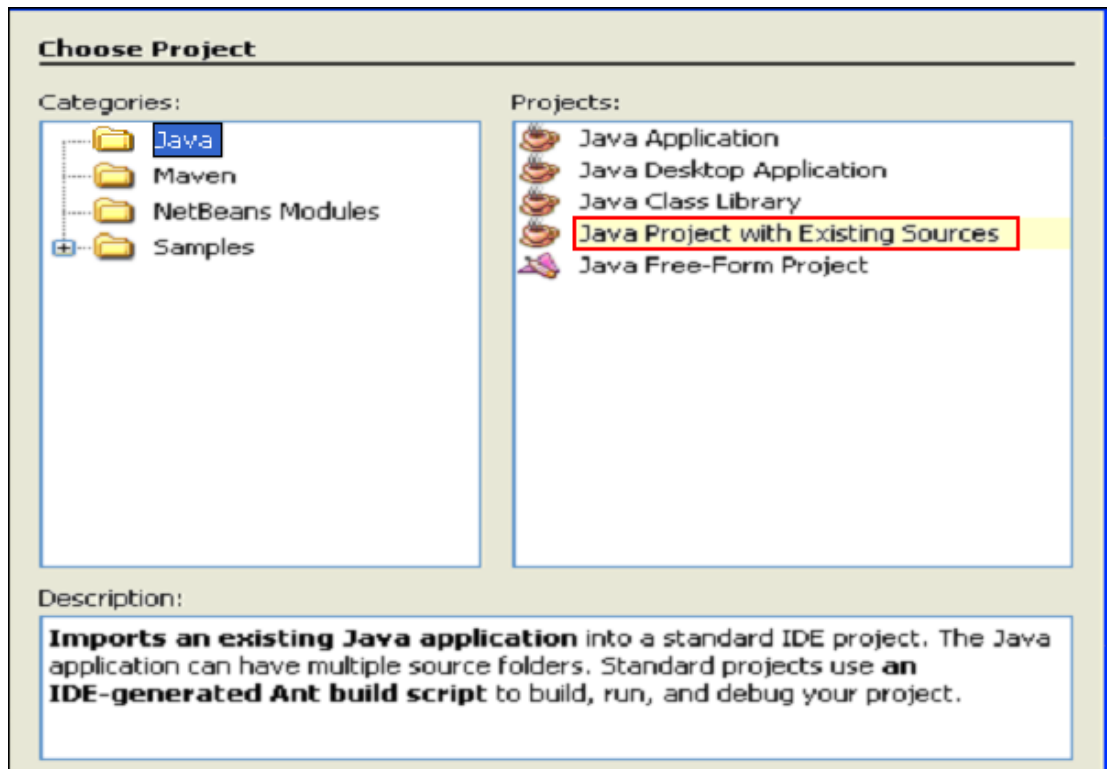 Choose Project
Categories:
Java
Maven
NetBeans Modules
Samples
Projects:
Java Application
Java Desktop Application
Java Class Library
Java Project with Existing Sources
Java Free-Form Project
Description:
Imports an existing Java application into a standard IDE project. The Java
application can have multiple source folders. Standard projects use an
IDE-generated Ant build script to build, run, and debug your project.